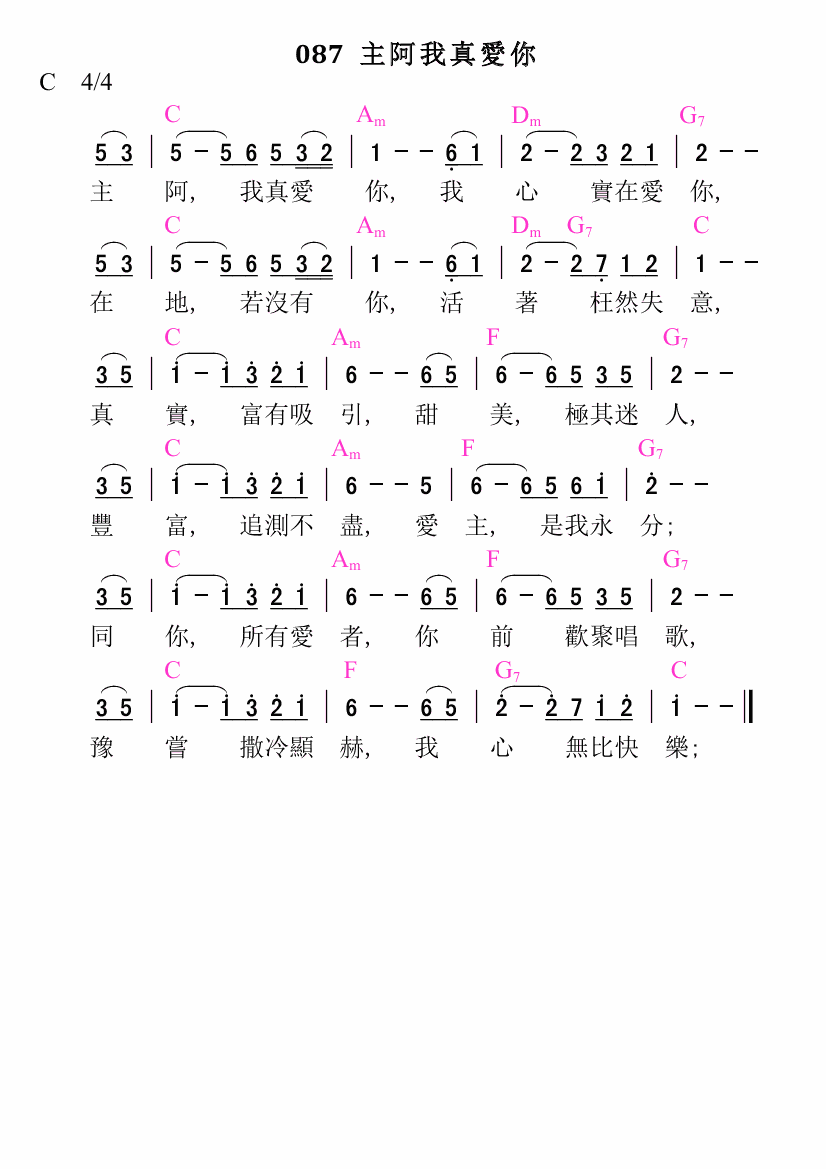 087 主阿我真愛你
C 4/4
C Am Dm G7
5 3 | 5 - 5 6 5 3 2 | 1 - - 6̣ 1 | 2 - 2 3 2 1 | 2 - -
主 阿, 我真愛 你, 我 心 實在愛 你,
C Am Dm G7 C
5 3 | 5 - 5 6 5 3 2 | 1 - - 6̣ 1 | 2 - 2 7̣ 1 2 | 1 - -
在 地, 若沒有 你, 活 著 枉然失 意,
C Am F G7
3 5 | 1̇ - 1̇ 3̇ 2̇ 1̇ | 6 - - 6 5 | 6 - 6 5 3 5 | 2 - -
真 實, 富有吸 引, 甜 美, 極其迷 人,
C Am F G7
3 5 | 1̇ - 1̇ 3̇ 2̇ 1̇ | 6 - - 5 | 6 - 6 5 6 1̇ | 2̇ - -
豐 富, 追測不 盡, 愛 主, 是我永 分;
C Am F G7
3 5 | 1̇ - 1̇ 3̇ 2̇ 1̇ | 6 - - 6 5 | 6 - 6 5 3 5 | 2 - -
同 你, 所有愛 者, 你 前 歡聚唱 歌,
C F G7 C
3 5 | 1̇ - 1̇ 3̇ 2̇ 1̇ | 6 - - 6 5 | 2̇ - 2̇ 7 1̇ 2̇ | 1̇ - - ‖
豫 嘗 撒冷顯 赫, 我 心 無比快 樂;